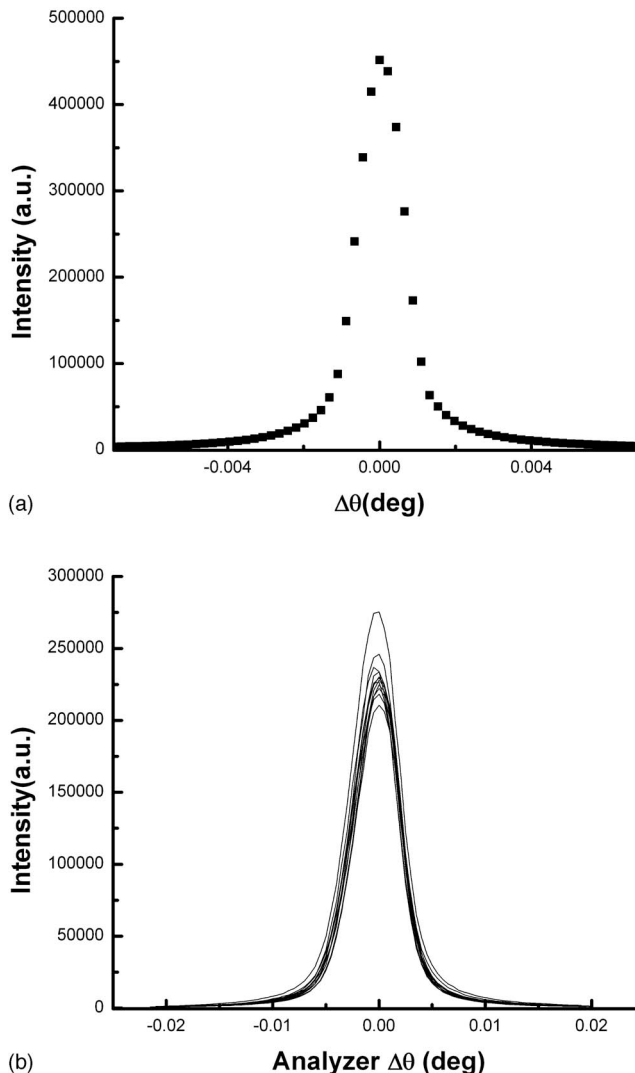 500000
400000
300000
200000
100000
0
Intensity (a.u.)
-0.004 0.000 0.004
Δθ(deg)
(a)
300000
250000
200000
150000
100000
50000
0
Intensity(a.u.)
-0.02 -0.01 0.00 0.01 0.02
Analyzer Δθ (deg)
(b)